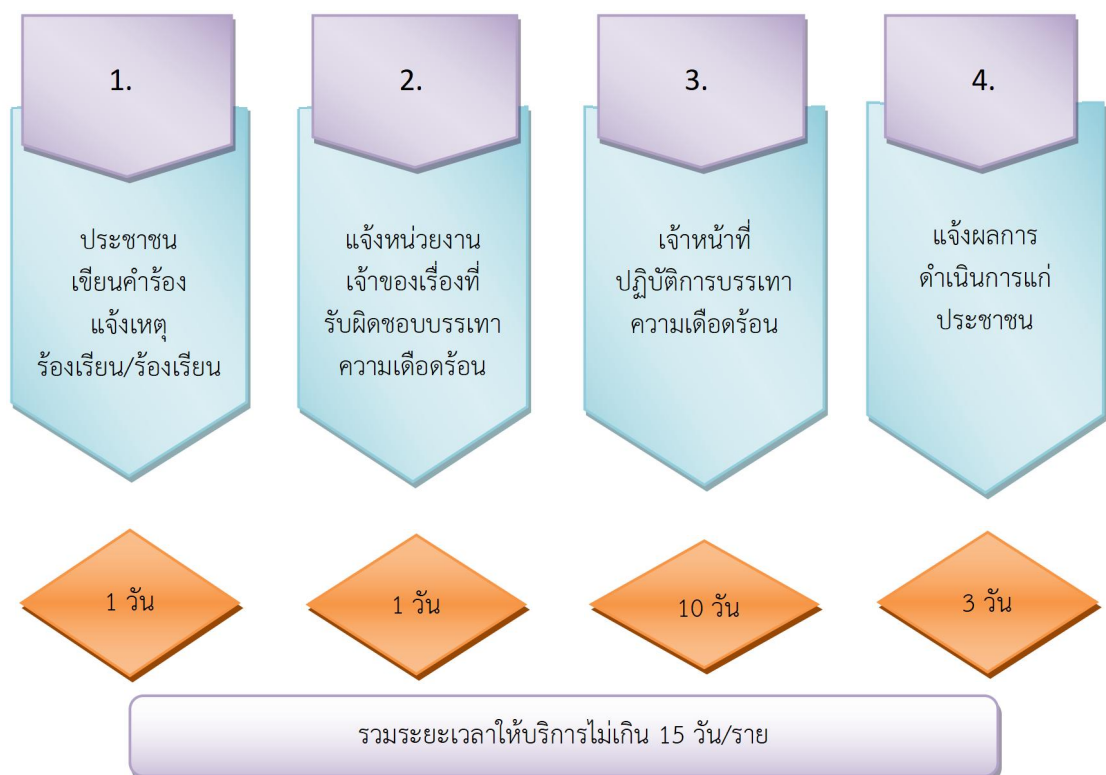 1.
ประชาชน
เขียนคำร้อง
แจ้งเหตุ
ร้องเรียน/ร้องเรียน
1 วัน
2.
แจ้งหน่วยงาน
เจ้าของเรื่องที่
รับผิดชอบบรรเทา
ความเดือดร้อน
1 วัน
3.
เจ้าหน้าที่
ปฏิบัติการบรรเทา
ความเดือดร้อน
10 วัน
4.
แจ้งผลการ
ดำเนินการแก่
ประชาชน
3 วัน
รวมระยะเวลาให้บริการไม่เกิน 15 วัน/ราย